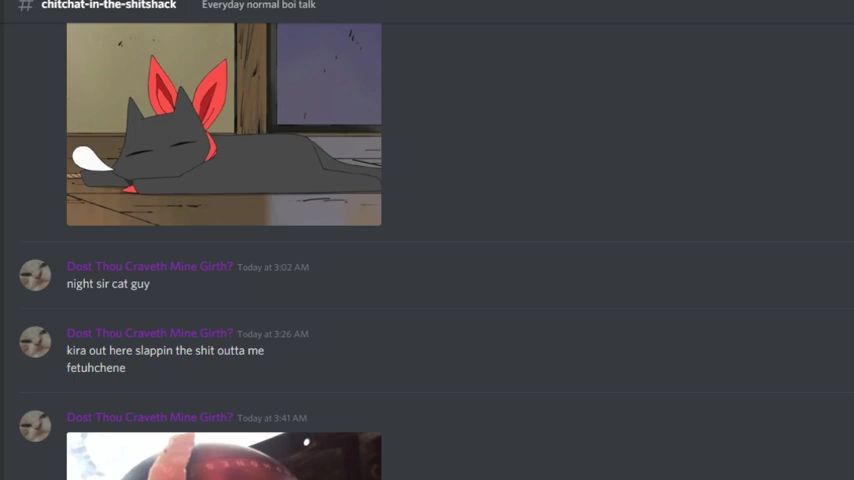 # chitchat-in-the-shitshack Everyday normal boi talk
Dost Thou Craveth Mine Girth? Today at 3:02 AM
night sir cat guy
Dost Thou Craveth Mine Girth? Today at 3:26 AM
kira out here slappin the shit outta me
fetuhchene
Dost Thou Craveth Mine Girth? Today at 3:41 AM